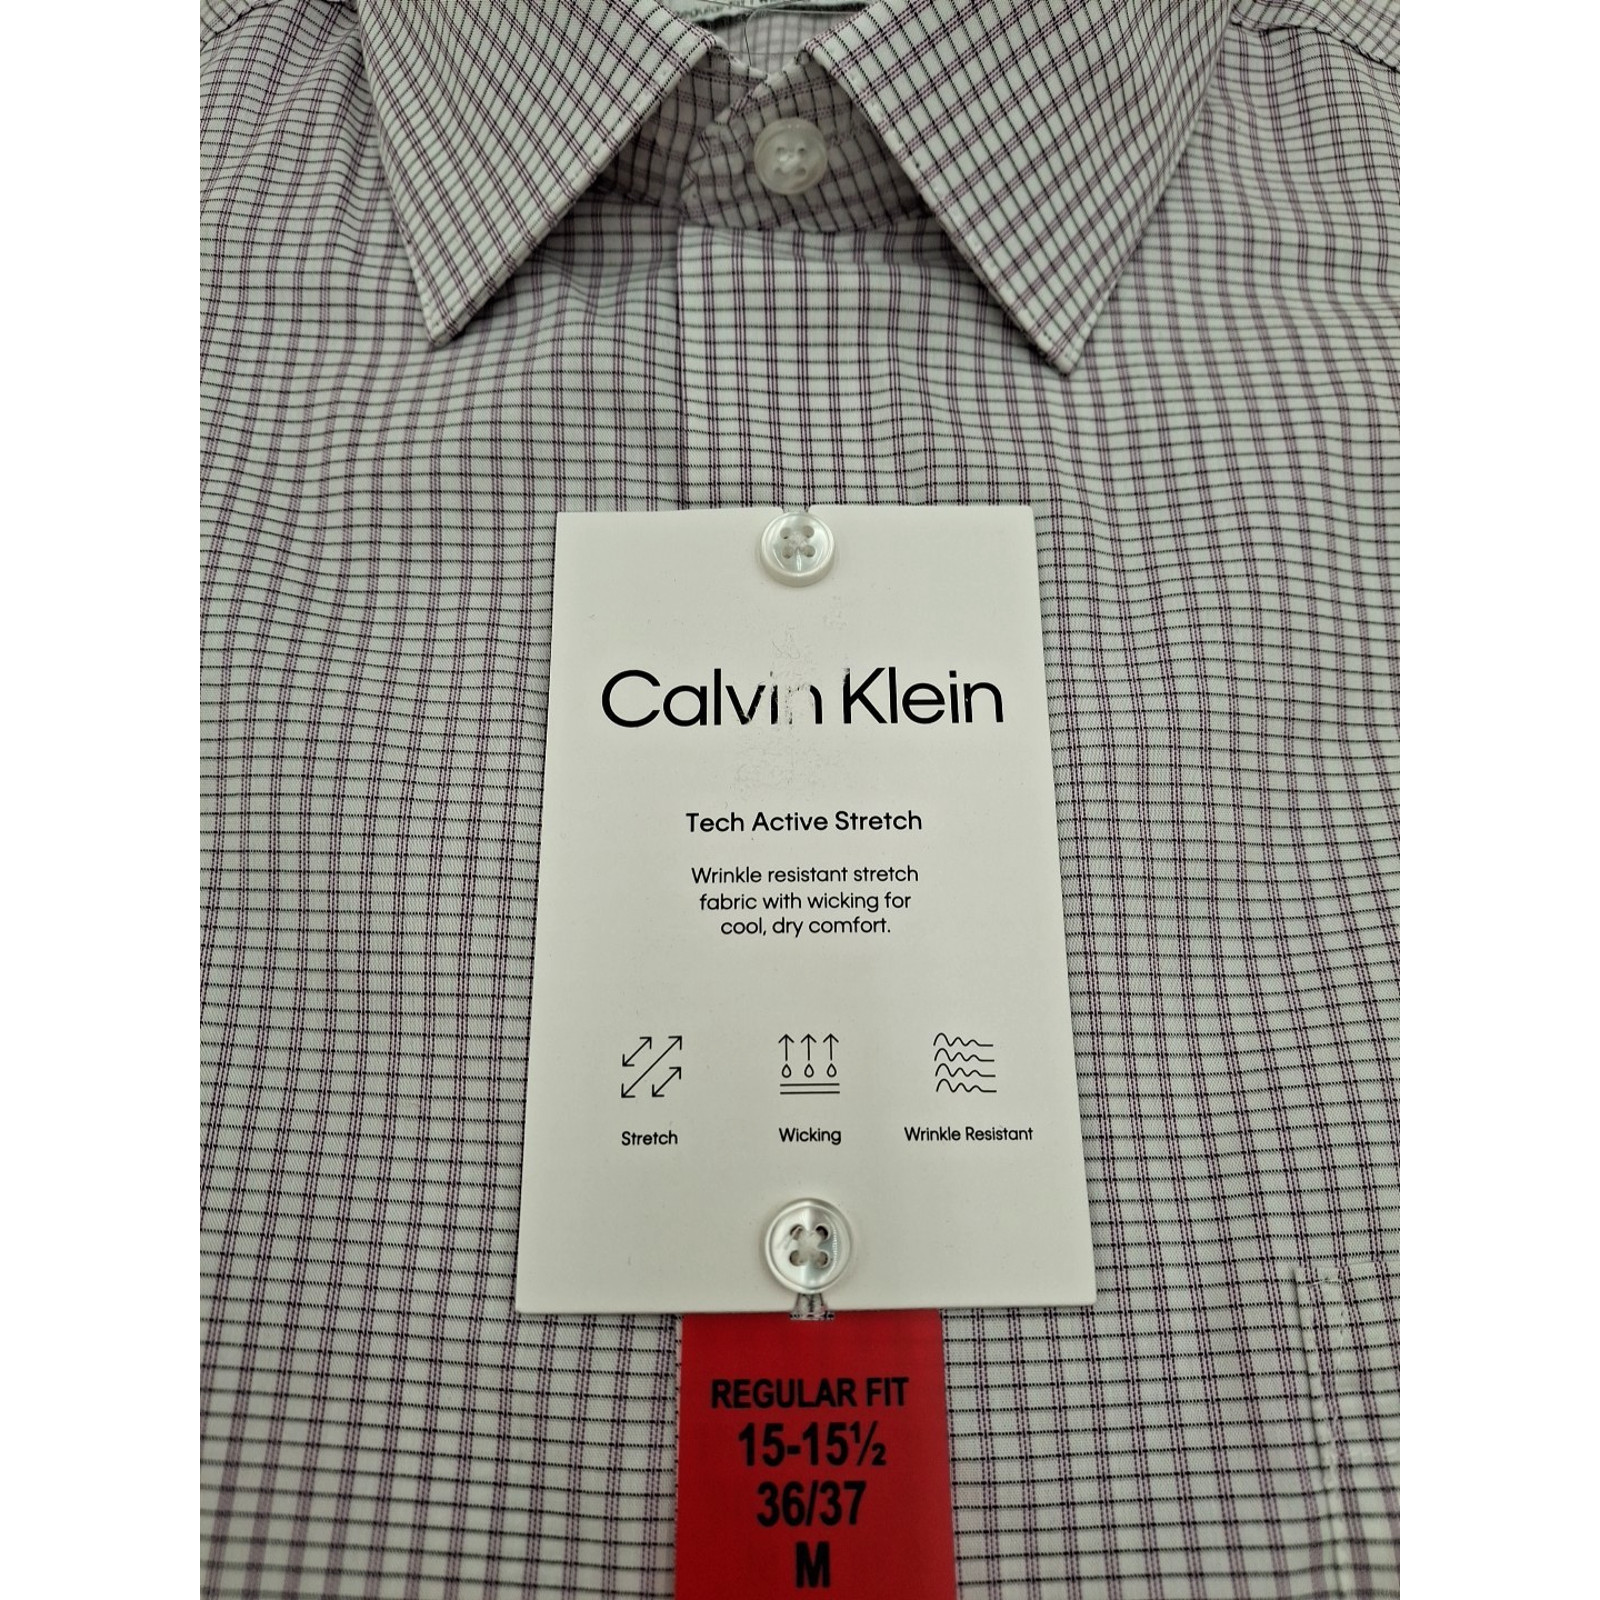 Calvin Klein
Tech Active Stretch
Wrinkle resistant stretch
fabric with wicking for
cool, dry comfort.
Stretch Wicking Wrinkle Resistant
REGULAR FIT
15-15½
36/37
M